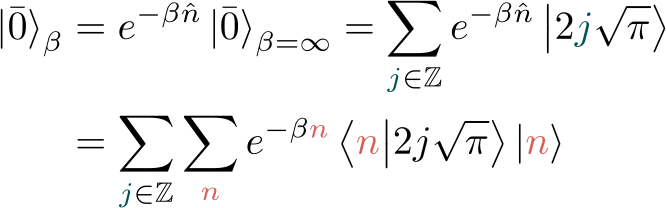 |0̄⟩_β = e^{−βn̂} |0̄⟩_{β=∞} = ∑_{j∈ℤ} e^{−βn̂} |2j√π⟩
= ∑_{j∈ℤ} ∑_n e^{−βn} ⟨n|2j√π⟩ |n⟩